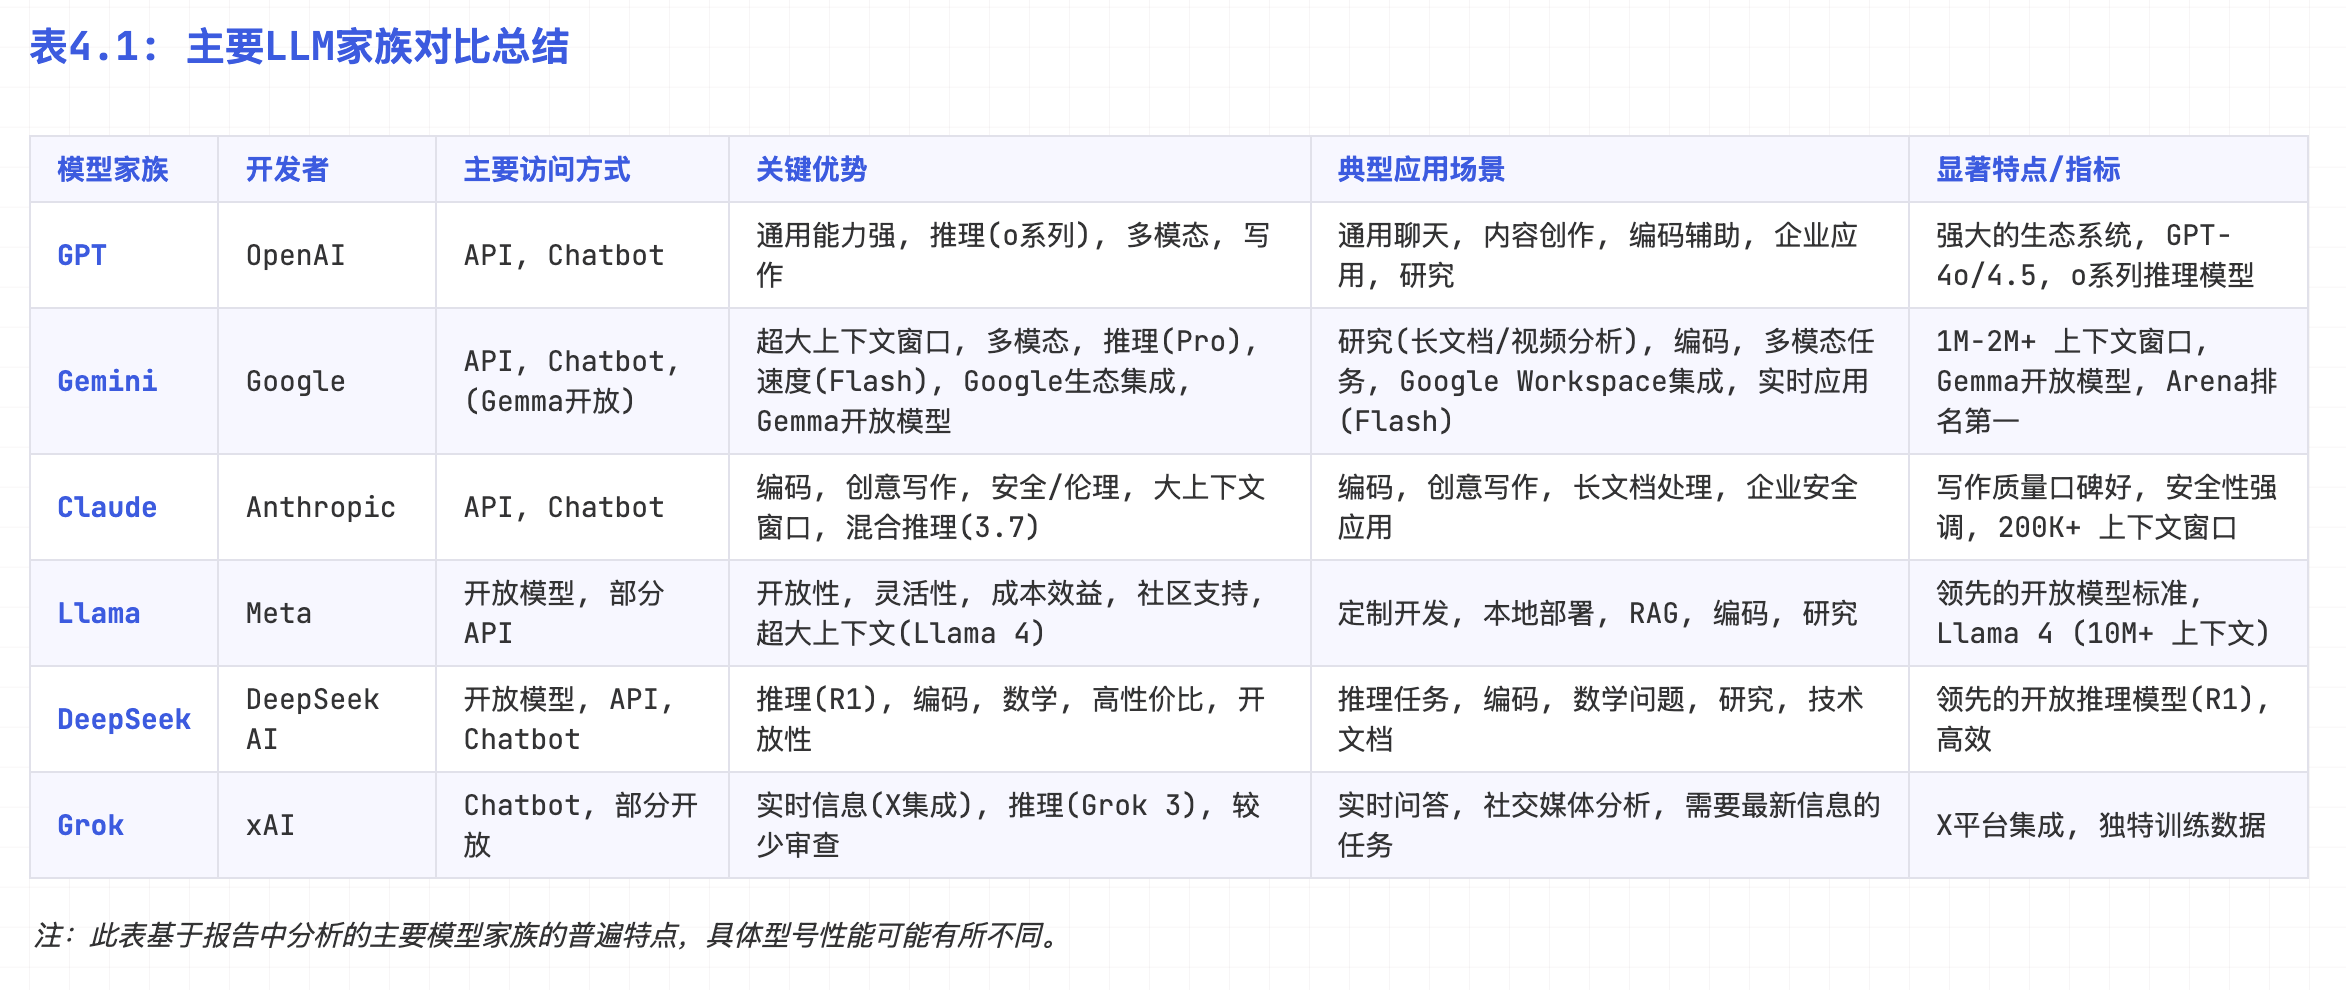 表4.1: 主要LLM家族对比总结
模型家族 开发者 主要访问方式 关键优势 典型应用场景 显著特点/指标
GPT
OpenAI
API, Chatbot
通用能力强, 推理(o系列), 多模态, 写
作
通用聊天, 内容创作, 编码辅助, 企业应
用, 研究
强大的生态系统, GPT-
4o/4.5, o系列推理模型
Gemini
Google
API, Chatbot,
(Gemma开放)
超大上下文窗口, 多模态, 推理(Pro),
速度(Flash), Google生态集成,
Gemma开放模型
研究(长文档/视频分析), 编码, 多模态任
务, Google Workspace集成, 实时应用
(Flash)
1M-2M+ 上下文窗口,
Gemma开放模型, Arena排
名第一
Claude
Anthropic
API, Chatbot
编码, 创意写作, 安全/伦理, 大上下文
窗口, 混合推理(3.7)
编码, 创意写作, 长文档处理, 企业安全
应用
写作质量口碑好, 安全性强
调, 200K+ 上下文窗口
Llama
Meta
开放模型, 部分
API
开放性, 灵活性, 成本效益, 社区支持,
超大上下文(Llama 4)
定制开发, 本地部署, RAG, 编码, 研究
领先的开放模型标准,
Llama 4 (10M+ 上下文)
DeepSeek
DeepSeek
AI
开放模型, API,
Chatbot
推理(R1), 编码, 数学, 高性价比, 开
放性
推理任务, 编码, 数学问题, 研究, 技术
文档
领先的开放推理模型(R1),
高效
Grok
xAI
Chatbot, 部分开
放
实时信息(X集成), 推理(Grok 3), 较
少审查
实时问答, 社交媒体分析, 需要最新信息的
任务
X平台集成, 独特训练数据
注: 此表基于报告中分析的主要模型家族的普遍特点，具体型号性能可能有所不同。